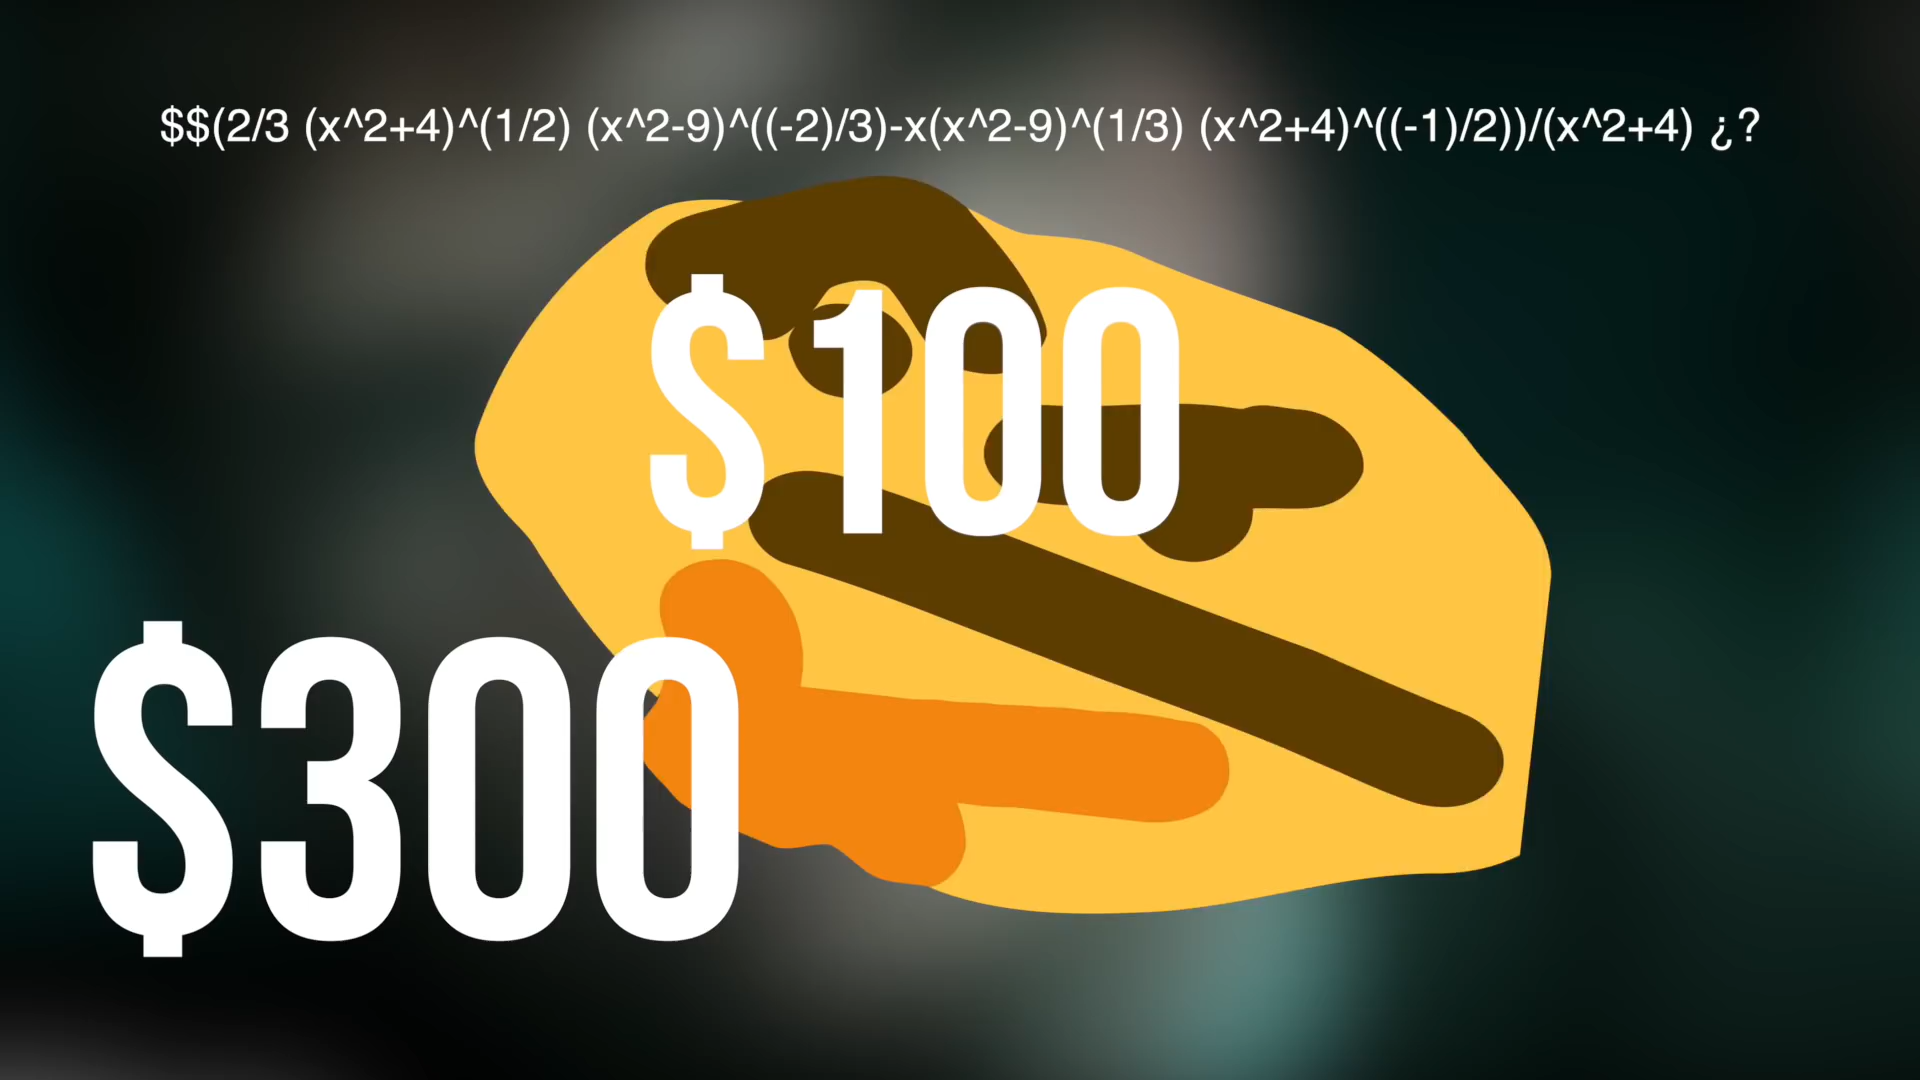 $$(2/3 (x^2+4)^(1/2) (x^2-9)^((-2)/3)-x(x^2-9)^(1/3) (x^2+4)^((-1)/2))/(x^2+4) ¿?
$100
$300